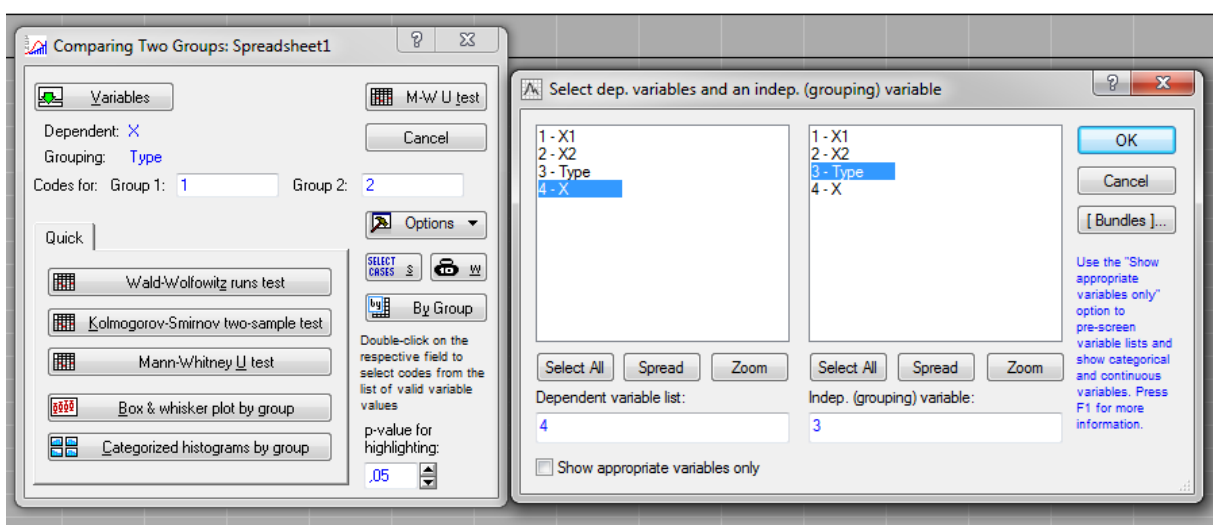 Comparing Two Groups: Spreadsheet1
Variables
M-W U test
Dependent: X
Cancel
Grouping: Type
Codes for: Group 1: 1 Group 2: 2
Options
Quick
SELECT CASES S W
Wald-Wolfowitz runs test
By Group
Kolmogorov-Smirnov two-sample test
Mann-Whitney U test
Box & whisker plot by group
Categorized histograms by group
Double-click on the
respective field to
select codes from the
list of valid variable
values
p-value for
highlighting:
,05
Select dep. variables and an indep. (grouping) variable
1 - X1
2 - X2
3 - Type
4 - X
Select All Spread Zoom
Dependent variable list:
4
1 - X1
2 - X2
3 - Type
4 - X
Select All Spread Zoom
Indep. (grouping) variable:
3
Show appropriate variables only
OK
Cancel
[ Bundles ]...
Use the "Show
appropriate
variables only"
option to
pre-screen
variable lists and
show categorical
and continuous
variables. Press
F1 for more
information.